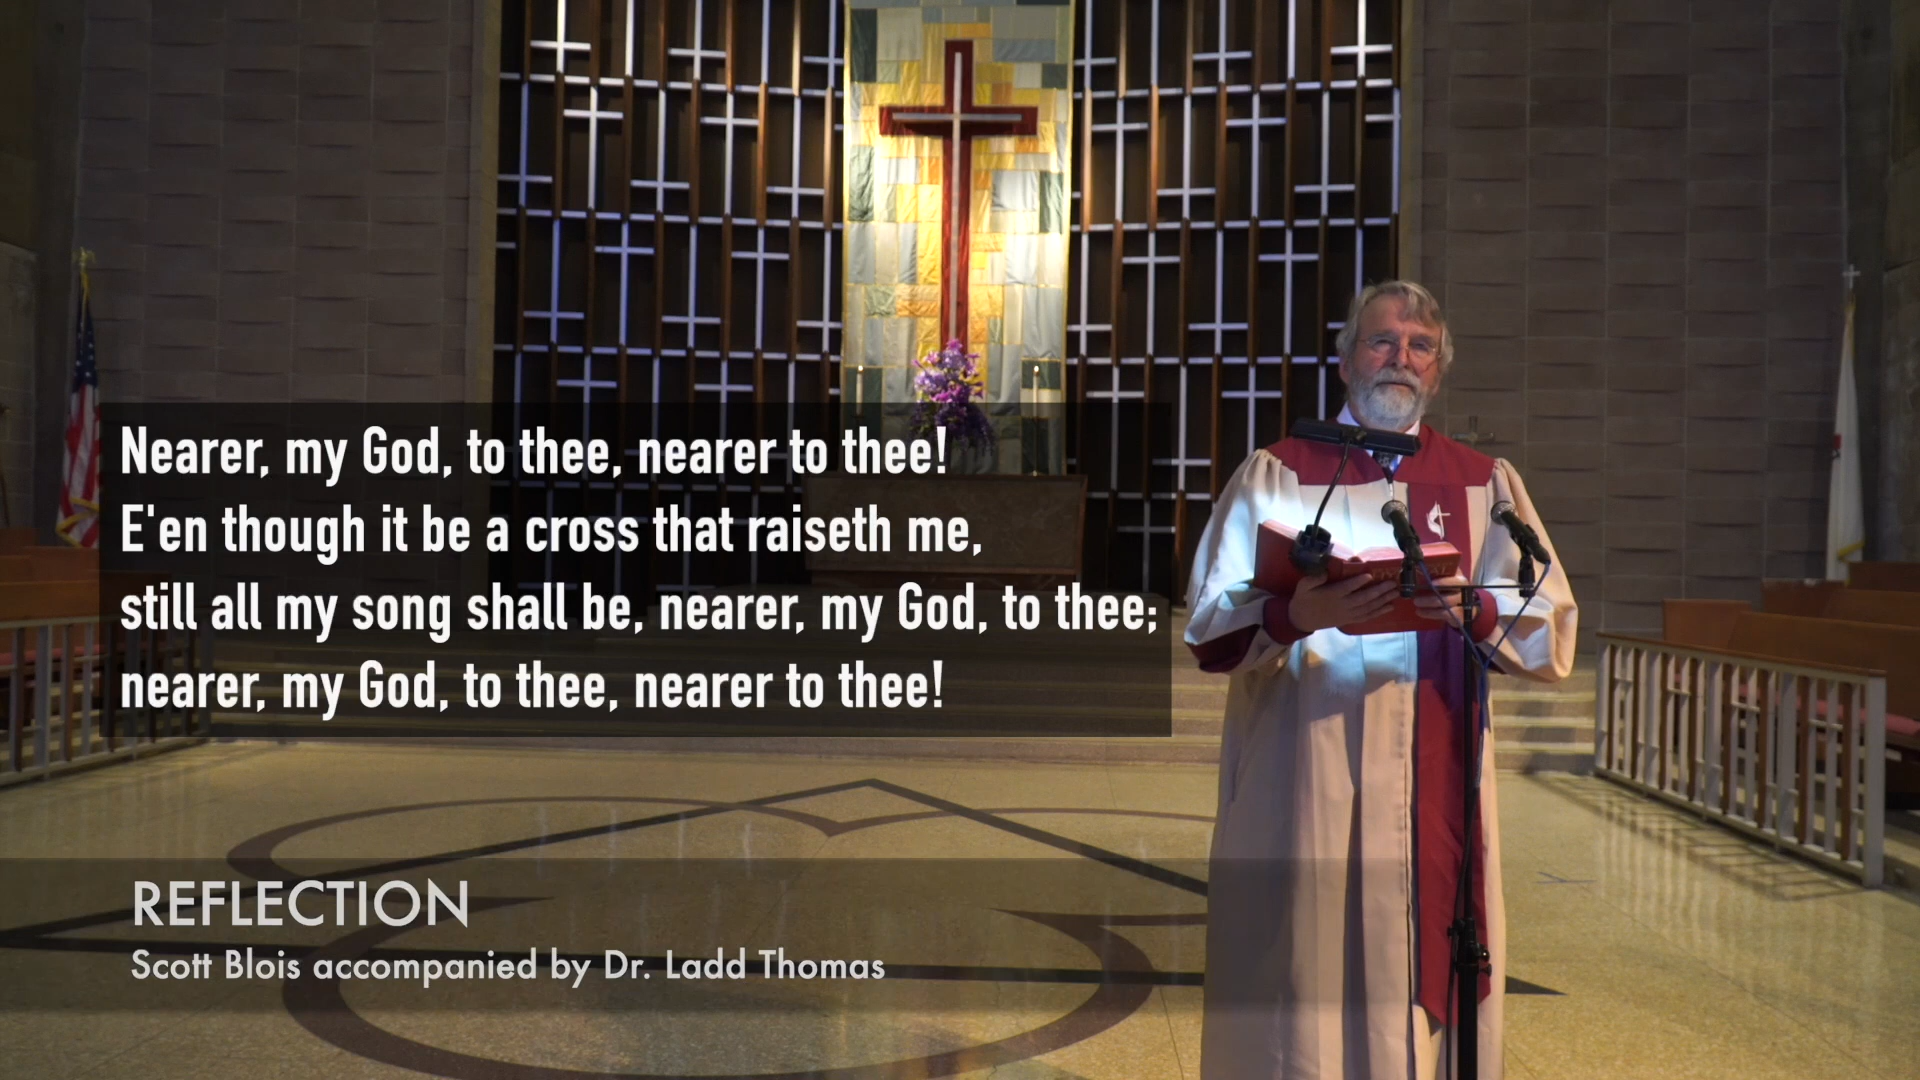 Nearer, my God, to thee, nearer to thee!
E'en though it be a cross that raiseth me,
still all my song shall be, nearer, my God, to thee;
nearer, my God, to thee, nearer to thee!
REFLECTION
Scott Blois accompanied by Dr. Ladd Thomas